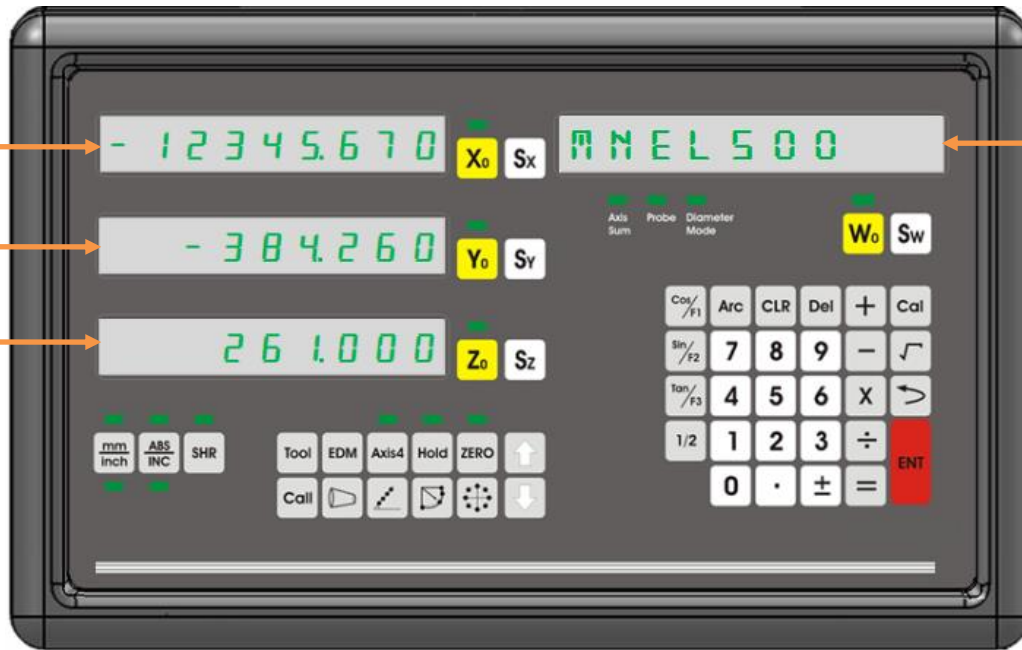 - 12345.670
X₀
Sx
MNEL500
Axis Sum
Probe
Diameter Mode
W₀
Sw
- 384.260
Y₀
SY
261.000
Z₀
Sz
Cos/F1 Arc CLR Del + Cal
Sin/F2 7 8 9 - √
Tan/F3 4 5 6 X
1/2 1 2 3 ÷ ENT
0 . ± =
mm/inch ABS/INC SHR
Tool EDM Axis4 Hold ZERO
Call